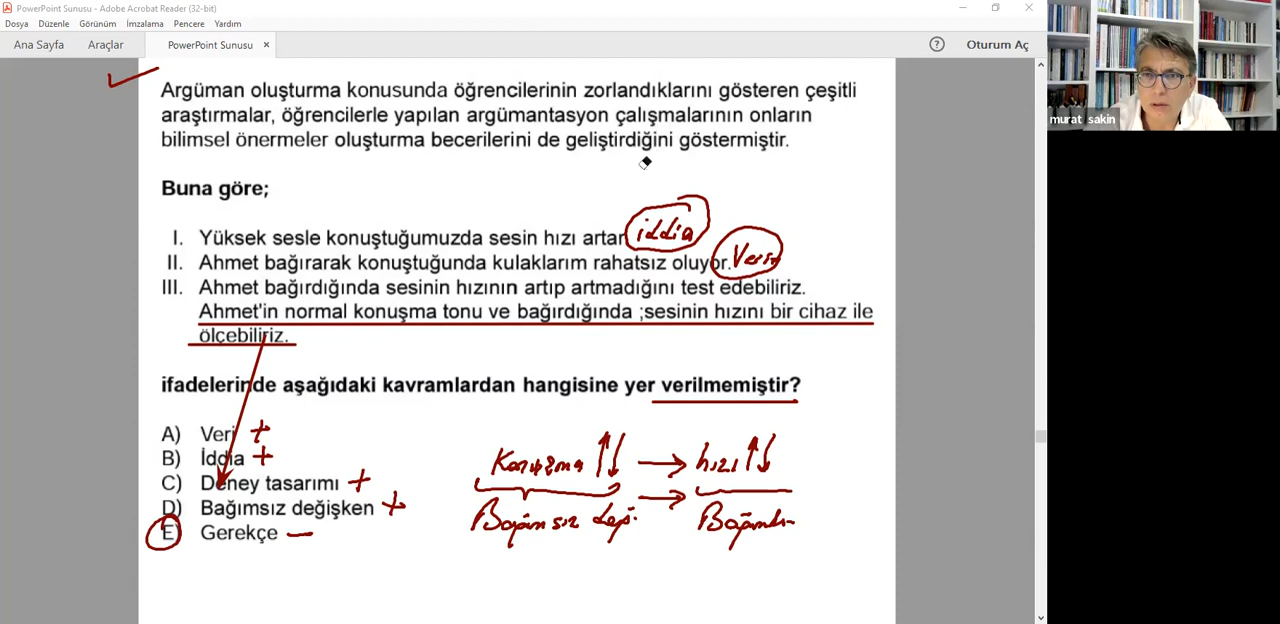 PowerPoint Sunusu - Adobe Acrobat Reader (32-bit)
Dosya Düzenle Görünüm İmzalama Pencere Yardım
Ana Sayfa Araçlar PowerPoint Sunusu × ? Oturum Aç
murat sakin
Argüman oluşturma konusunda öğrencilerinin zorlandıklarını gösteren çeşitli
araştırmalar, öğrencilerle yapılan argümantasyon çalışmalarının onların
bilimsel önermeler oluşturma becerilerini de geliştirdiğini göstermiştir.
Buna göre;
I. Yüksek sesle konuştuğumuzda sesin hızı artar iddia
II. Ahmet bağırarak konuştuğunda kulaklarım rahatsız oluyor. Veri
III. Ahmet bağırdığında sesinin hızının artıp artmadığını test edebiliriz.
Ahmet'in normal konuşma tonu ve bağırdığında ;sesinin hızını bir cihaz ile
ölçebiliriz.
ifadelerinde aşağıdaki kavramlardan hangisine yer verilmemiştir?
A) Veri +
B) İddia +
C) Deney tasarımı +
D) Bağımsız değişken +
E) Gerekçe −
Konuşma ↑↓ → hızı ↑↓
Bağımsız değş. → Bağımlı